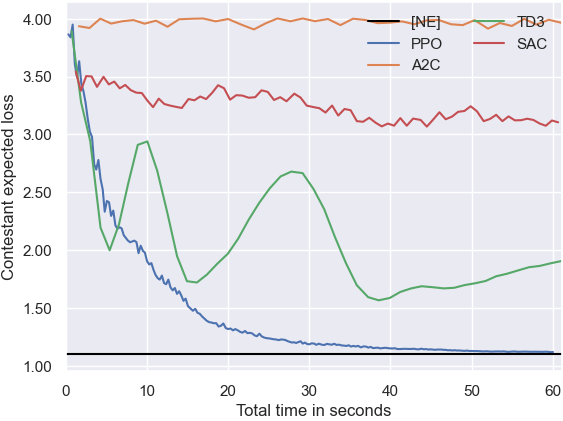 4.00
3.50
3.00
2.50
2.00
1.50
1.00
Contestant expected loss
[NE]
PPO
A2C
TD3
SAC
0 10 20 30 40 50 60
Total time in seconds